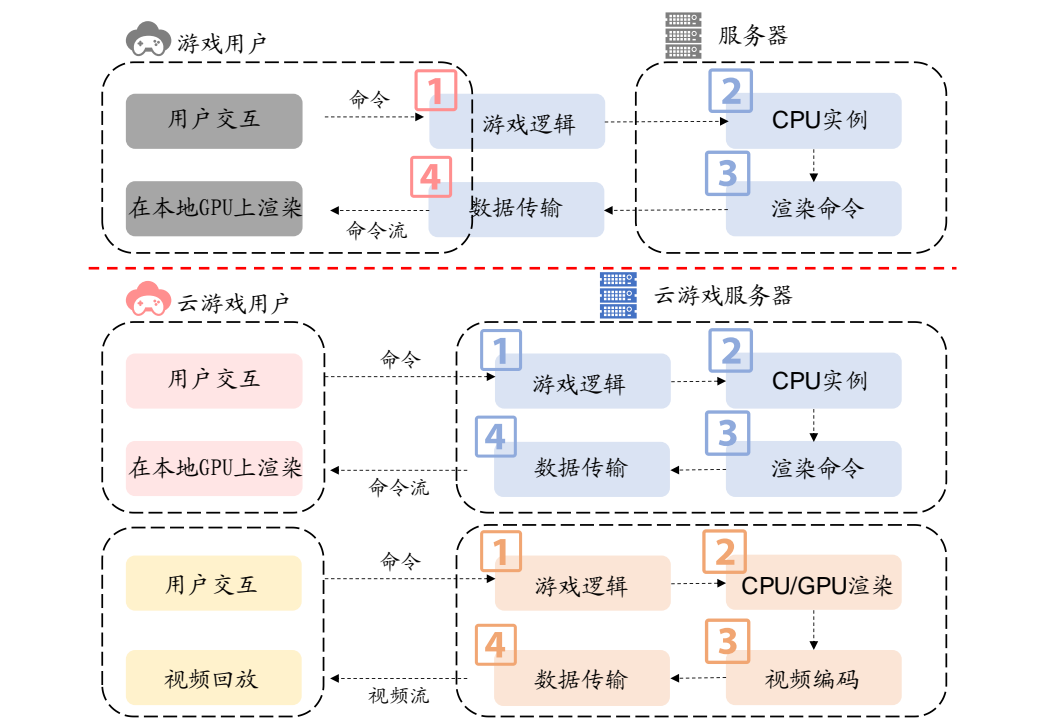 游戏用户
服务器
用户交互
命令
1
游戏逻辑
2
CPU实例
在本地GPU上渲染
命令流
4
数据传输
3
渲染命令
云游戏用户
云游戏服务器
用户交互
命令
1
游戏逻辑
2
CPU实例
在本地GPU上渲染
命令流
4
数据传输
3
渲染命令
用户交互
命令
1
游戏逻辑
2
CPU/GPU渲染
视频回放
视频流
4
数据传输
3
视频编码